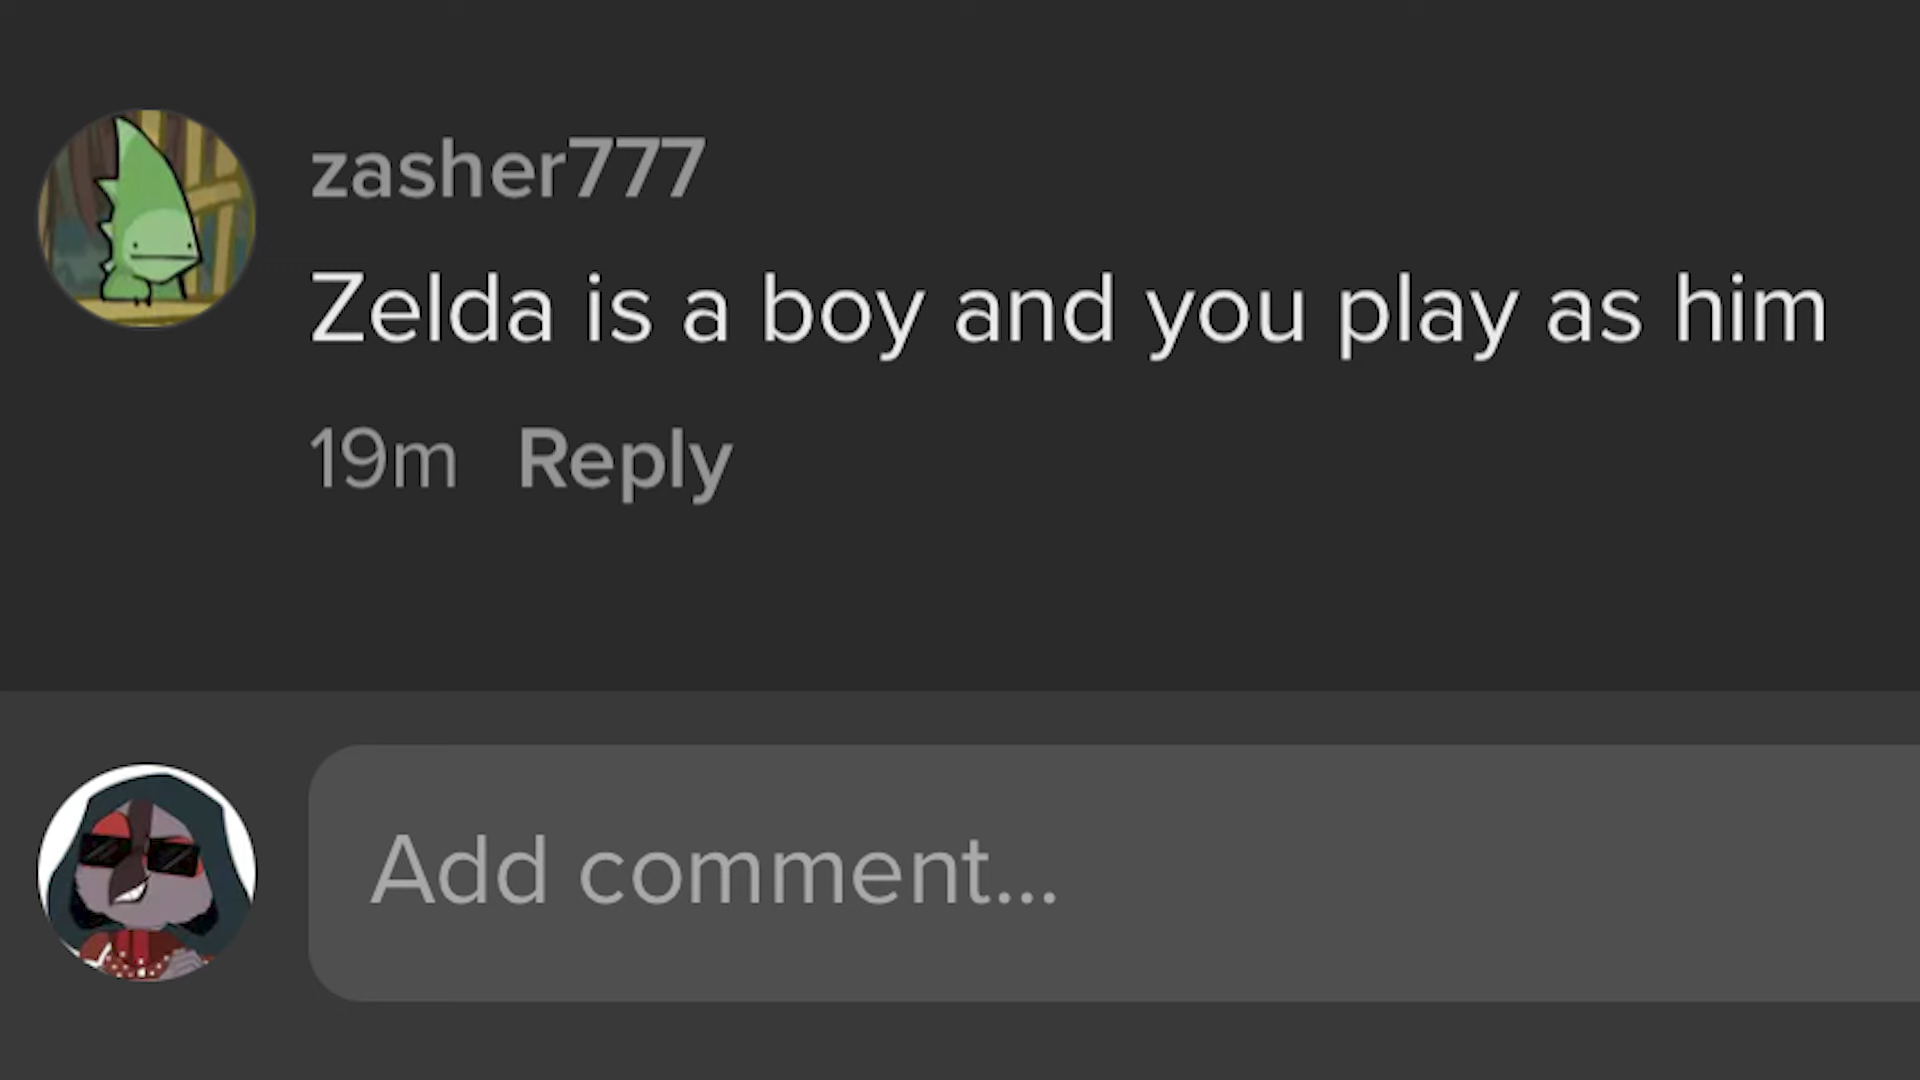 zasher777
Zelda is a boy and you play as him
19m Reply
Add comment...